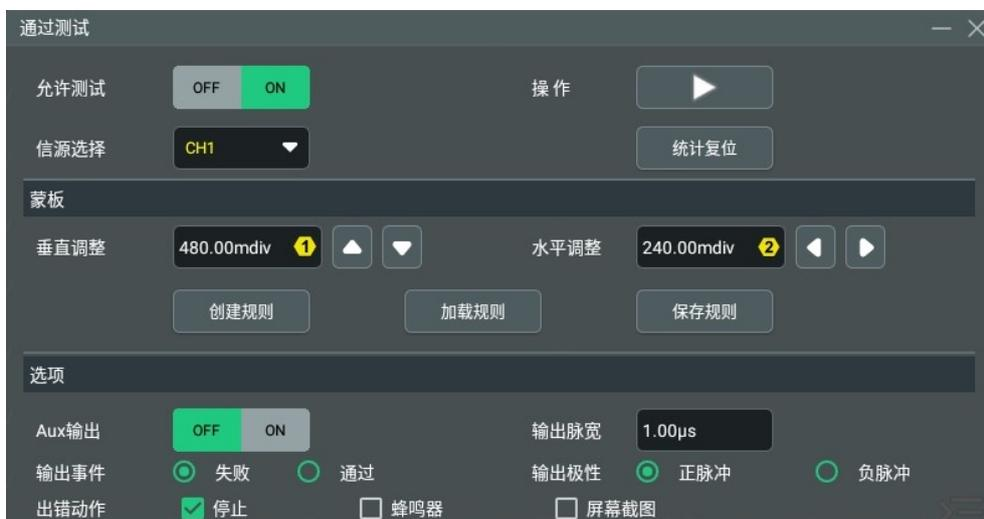 通过测试
允许测试 OFF ON 操作
信源选择 CH1 统计复位
蒙板
垂直调整 480.00mdiv 1 水平调整 240.00mdiv 2
创建规则 加载规则 保存规则
选项
Aux输出 OFF ON 输出脉宽 1.00μs
输出事件 失败 通过 输出极性 正脉冲 负脉冲
出错动作 停止 蜂鸣器 屏幕截图